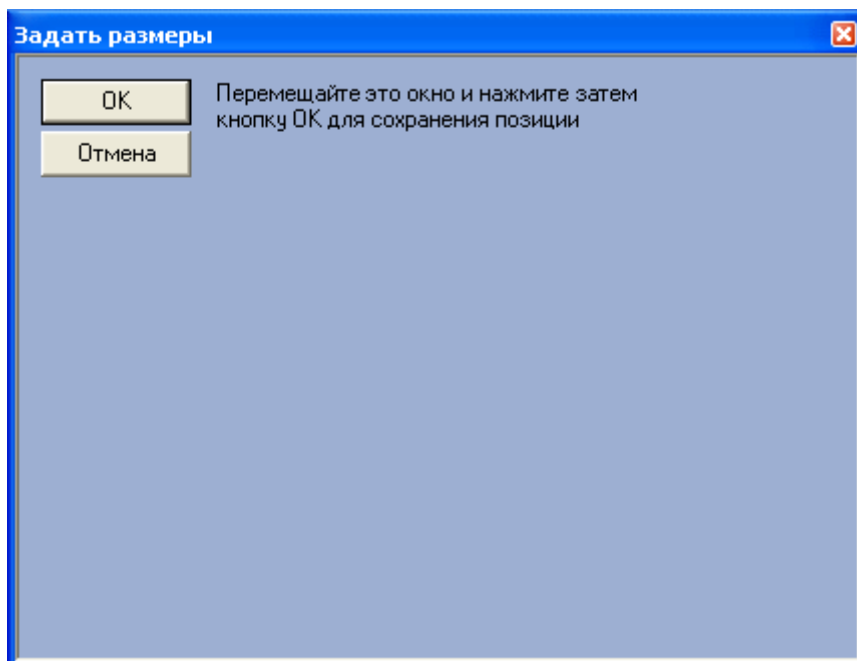 Задать размеры
OK
Перемещайте это окно и нажмите затем
кнопку OK для сохранения позиции
Отмена